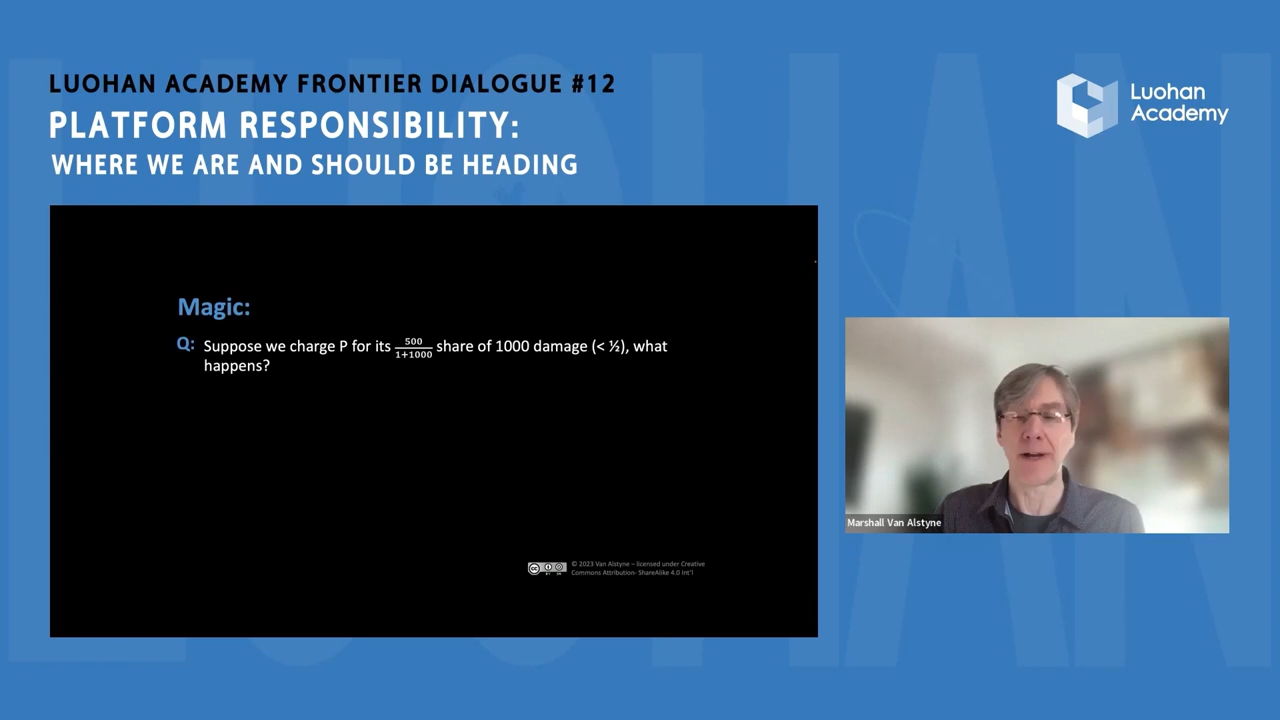 LUOHAN ACADEMY FRONTIER DIALOGUE #12
PLATFORM RESPONSIBILITY:
WHERE WE ARE AND SHOULD BE HEADING
Luohan
Academy
Magic:
Q: Suppose we charge P for its 500/1+1000 share of 1000 damage (< ½), what
happens?
Marshall Van Alstyne
© 2023 Van Alstyne – licensed under Creative
Commons Attribution- ShareAlike 4.0 Int'l